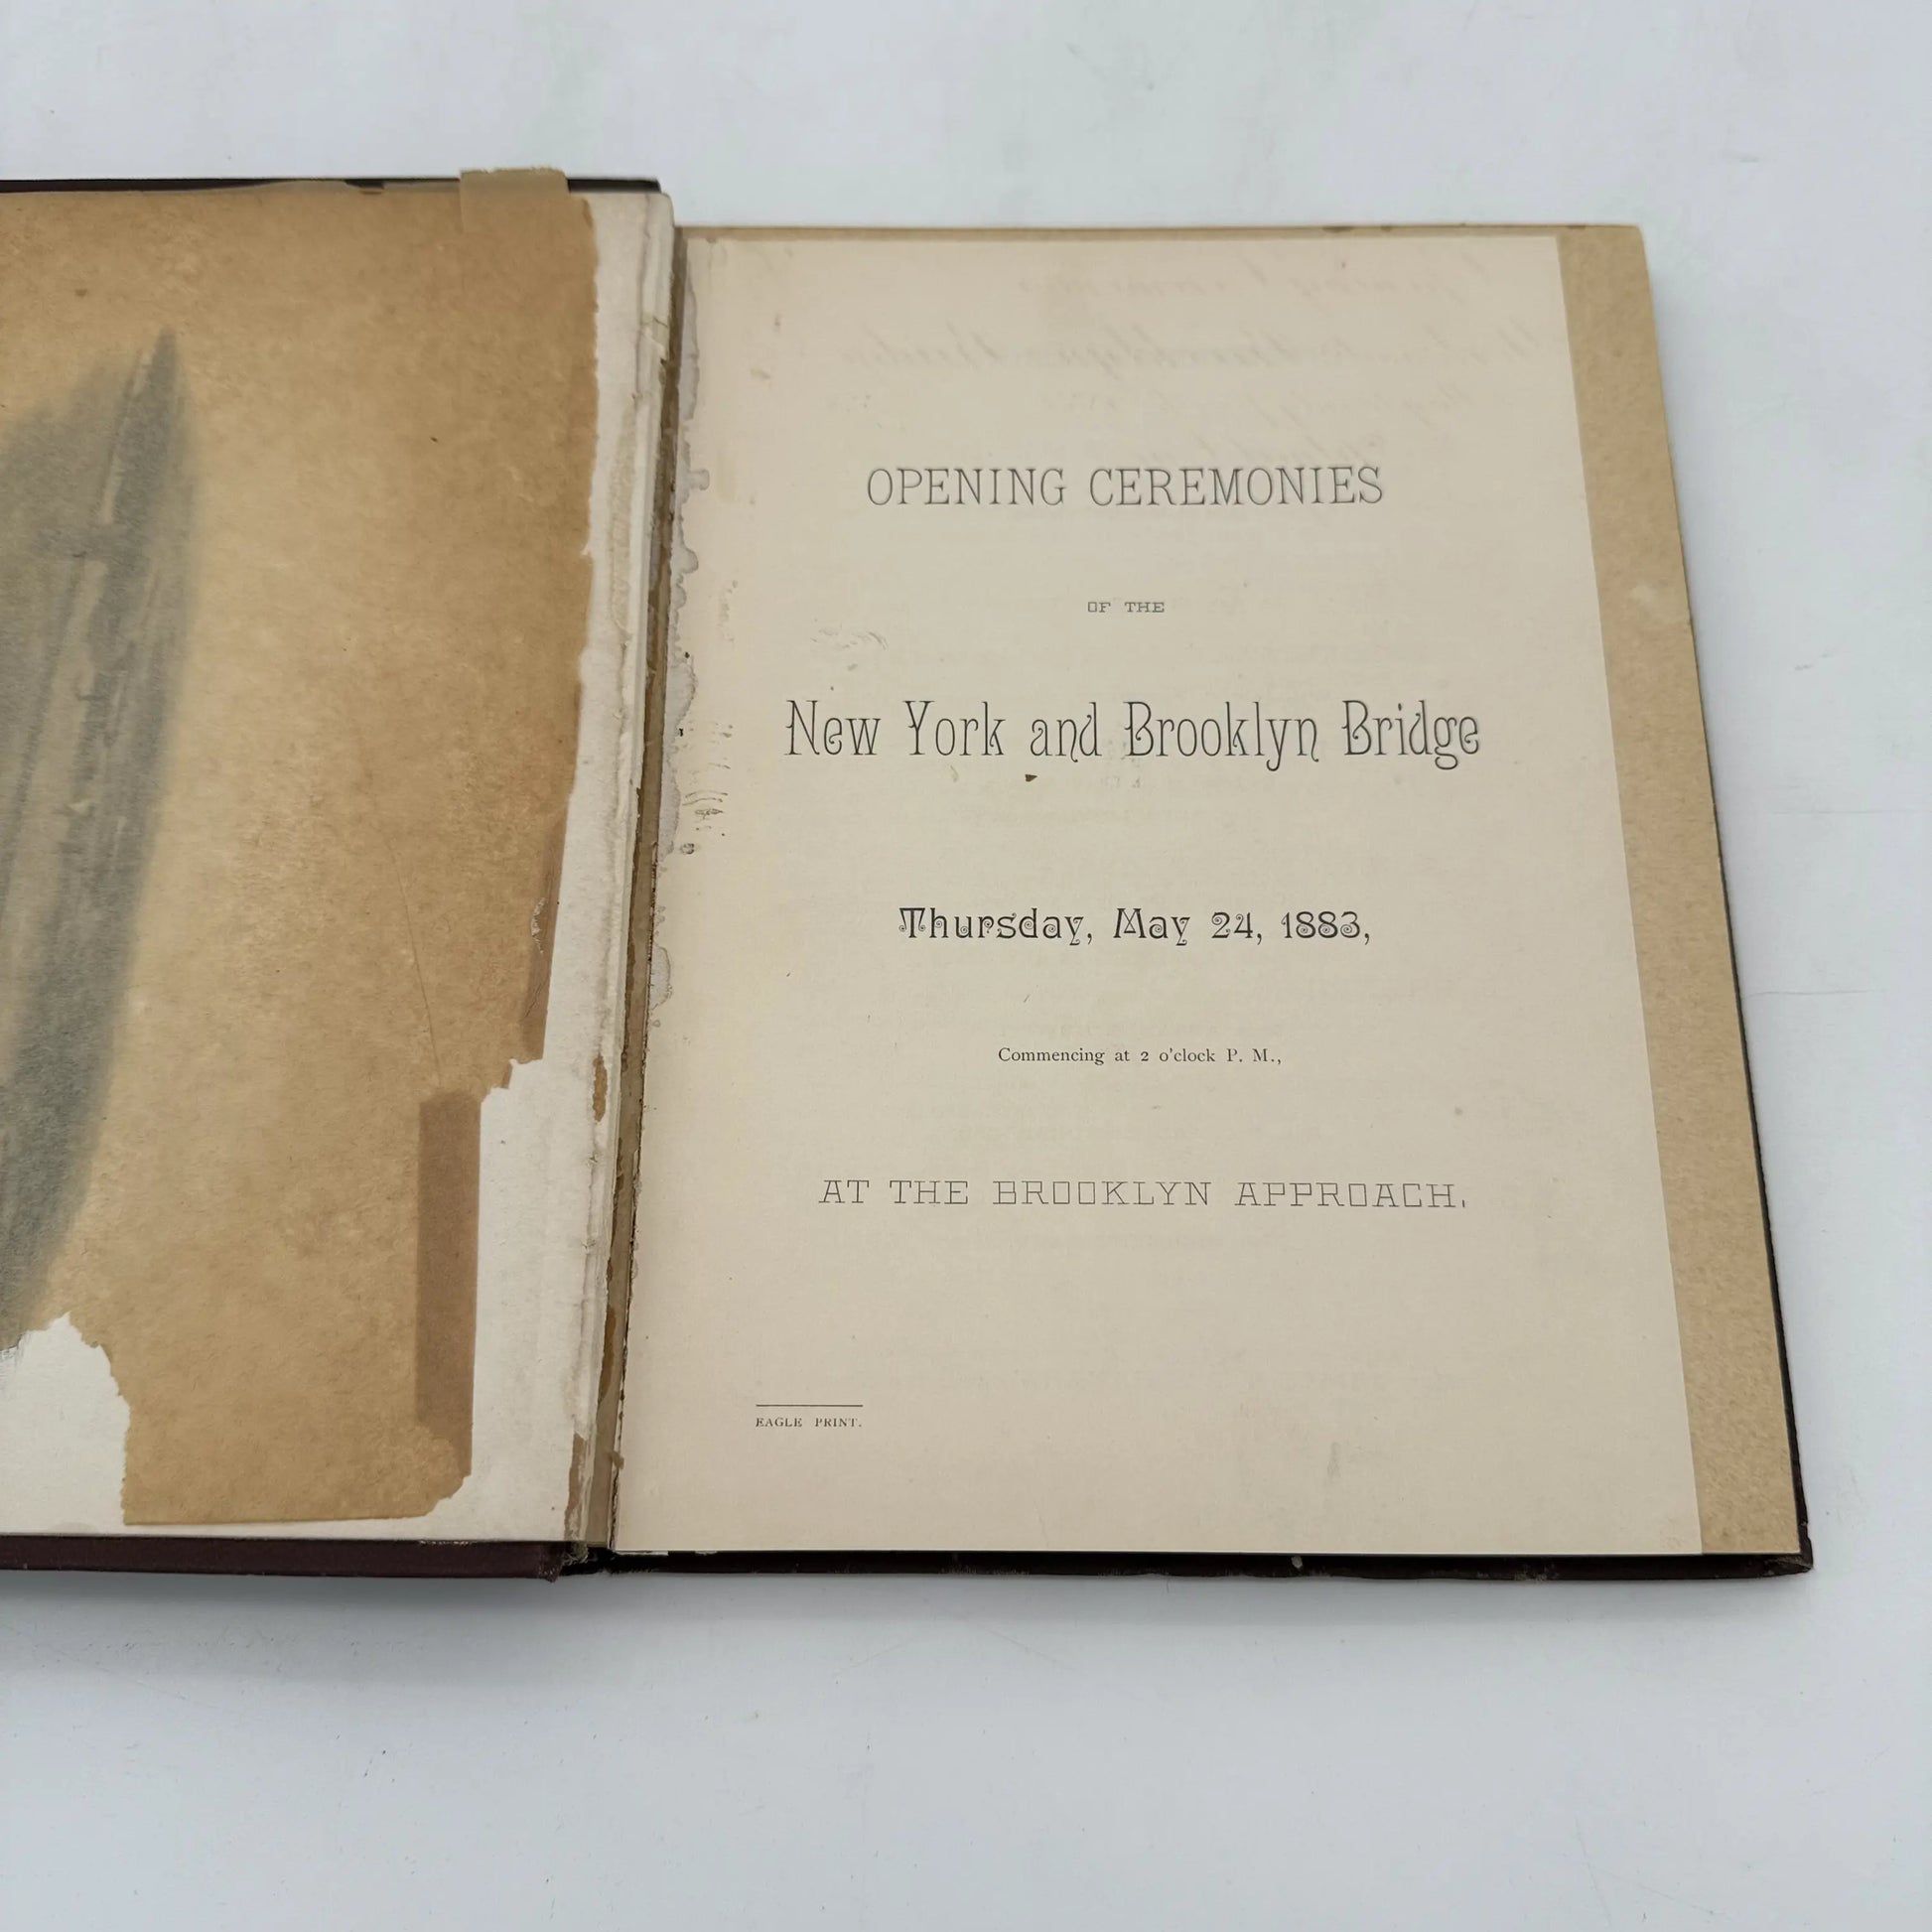 OPENING CEREMONIES
OF THE
New York and Brooklyn Bridge
Thursday, May 24, 1883,
Commencing at 2 o'clock P. M.,
AT THE BROOKLYN APPROACH.
EAGLE PRINT.